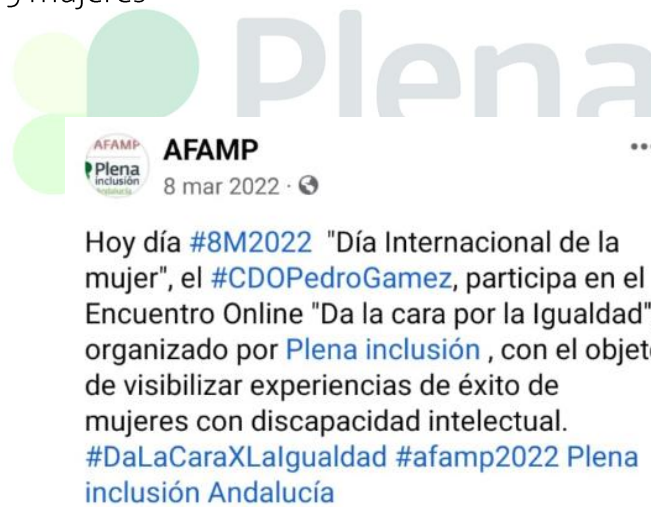 mujeres
Plena
AFAMP
AFAMP
Plena
inclusión
8 mar 2022
Hoy día #8M2022 "Día Internacional de la
mujer", el #CDOPedroGamez, participa en el
Encuentro Online "Da la cara por la Igualdad"
organizado por Plena inclusión , con el objet
de visibilizar experiencias de éxito de
mujeres con discapacidad intelectual.
#DaLaCaraXLaIgualdad #afamp2022 Plena
inclusión Andalucía